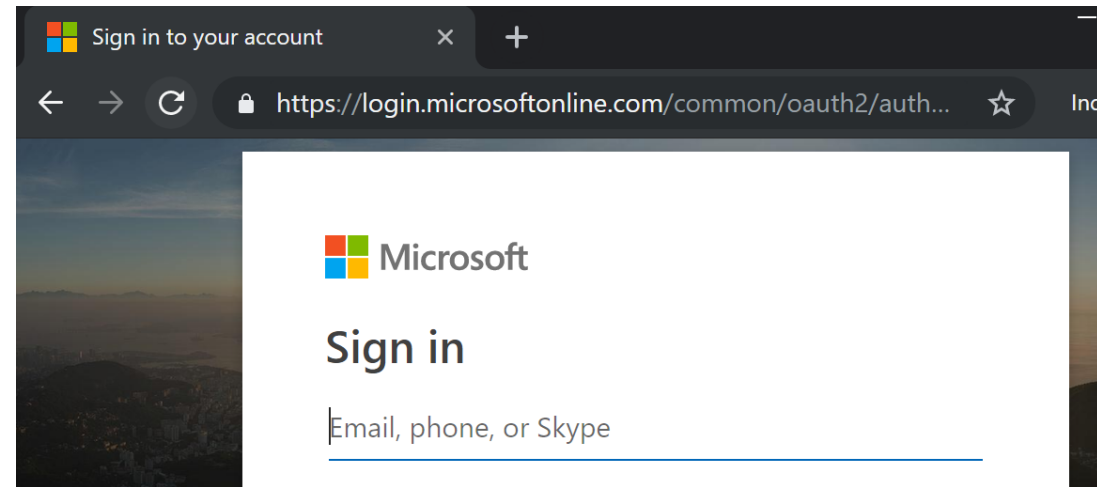 Sign in to your account
https://login.microsoftonline.com/common/oauth2/auth...
Microsoft
Sign in
Email, phone, or Skype